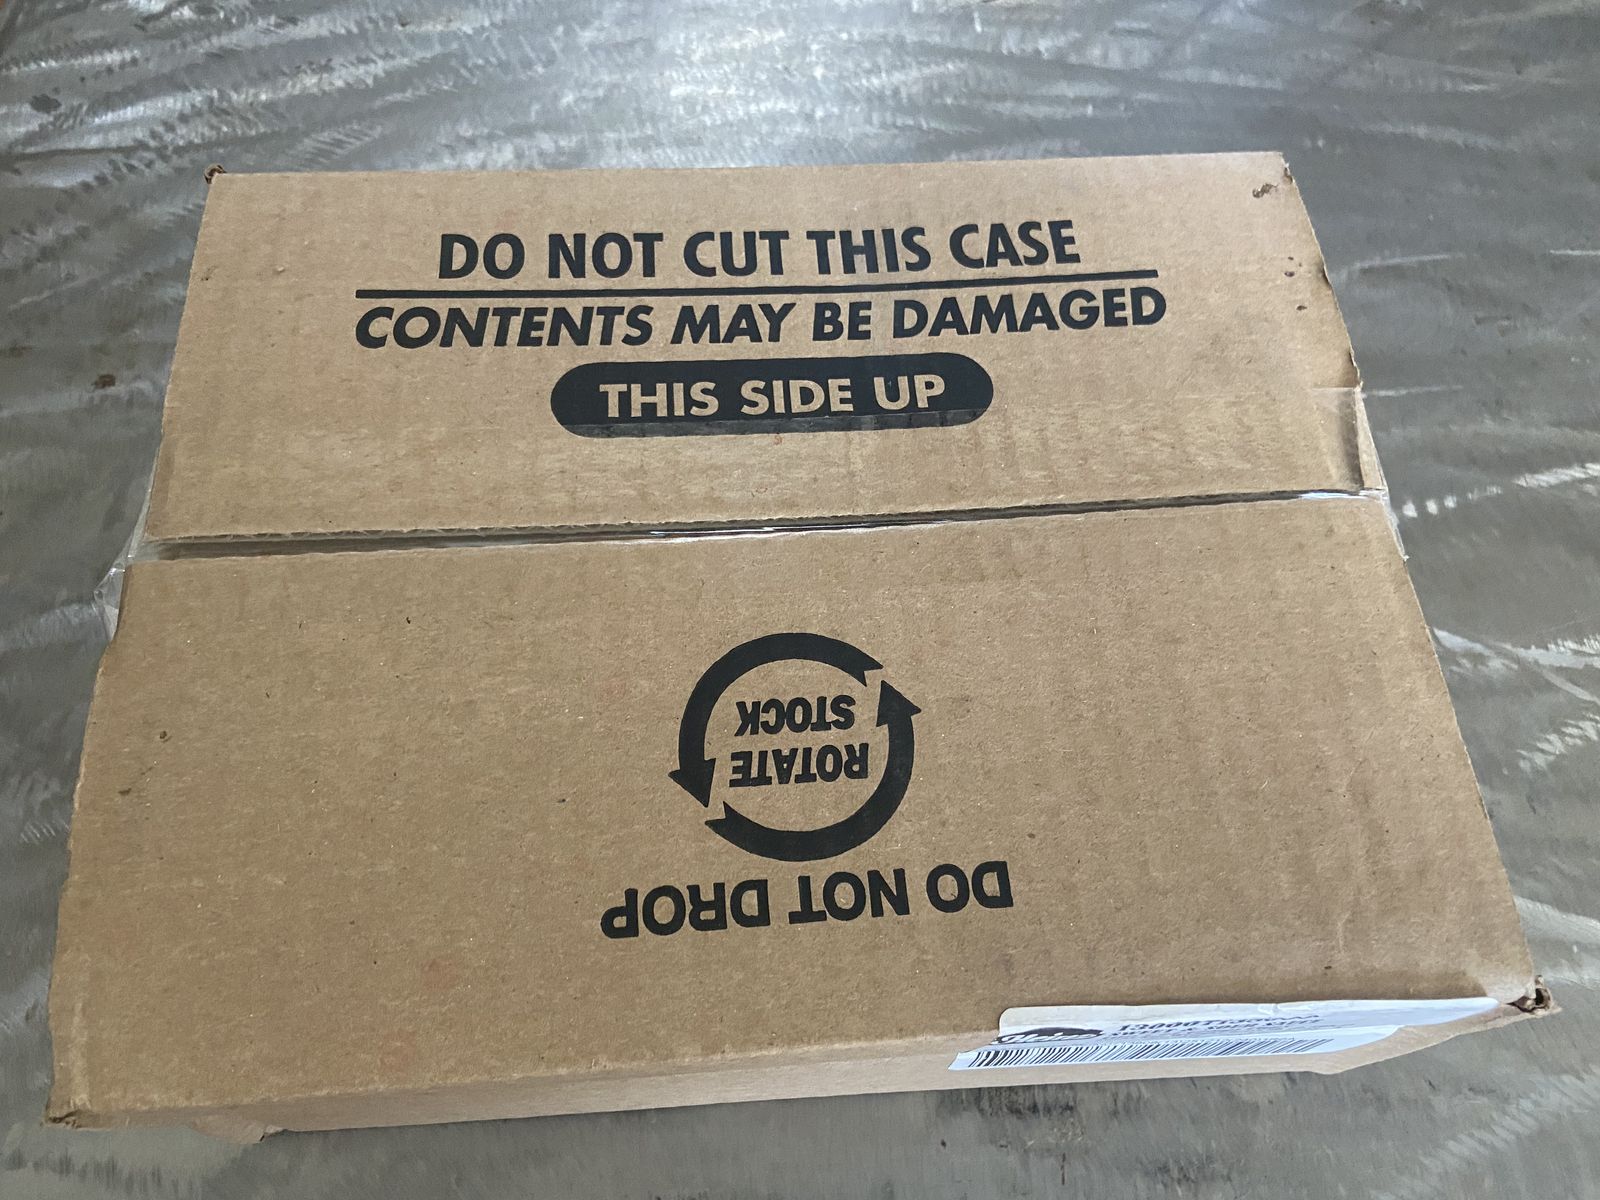 DO NOT CUT THIS CASE
CONTENTS MAY BE DAMAGED
THIS SIDE UP
ROTATE
STOCK
DO NOT DROP